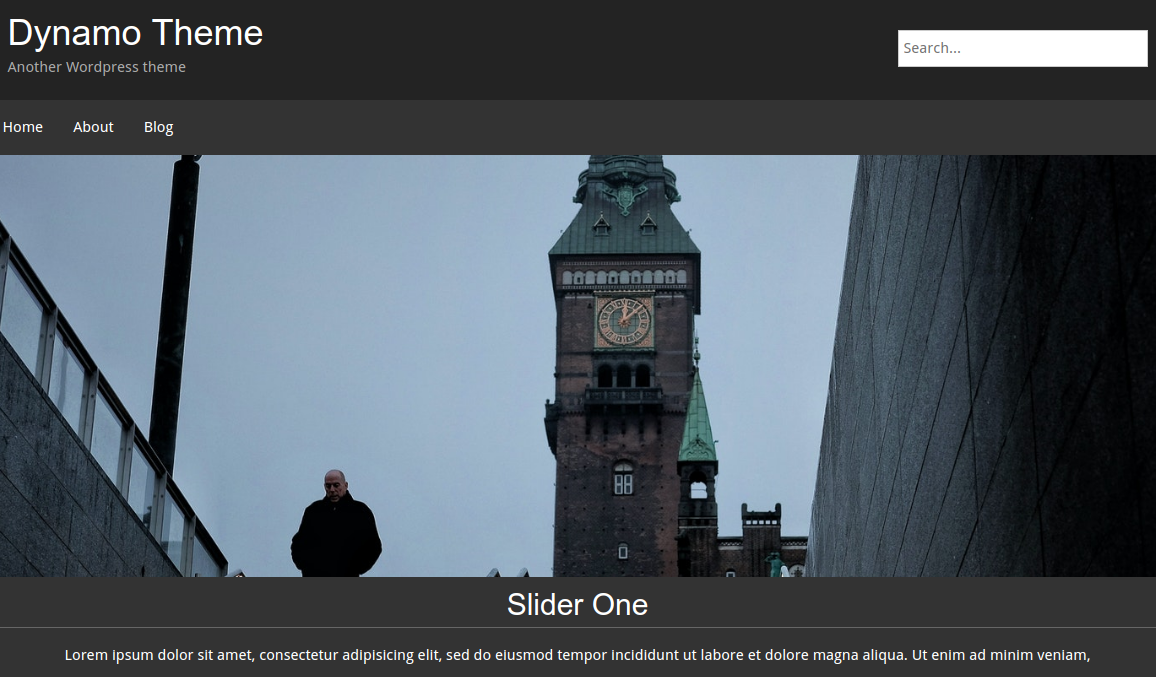 Dynamo Theme
Another Wordpress theme
Search...
Home About Blog
Slider One
Lorem ipsum dolor sit amet, consectetur adipisicing elit, sed do eiusmod tempor incididunt ut labore et dolore magna aliqua. Ut enim ad minim veniam,